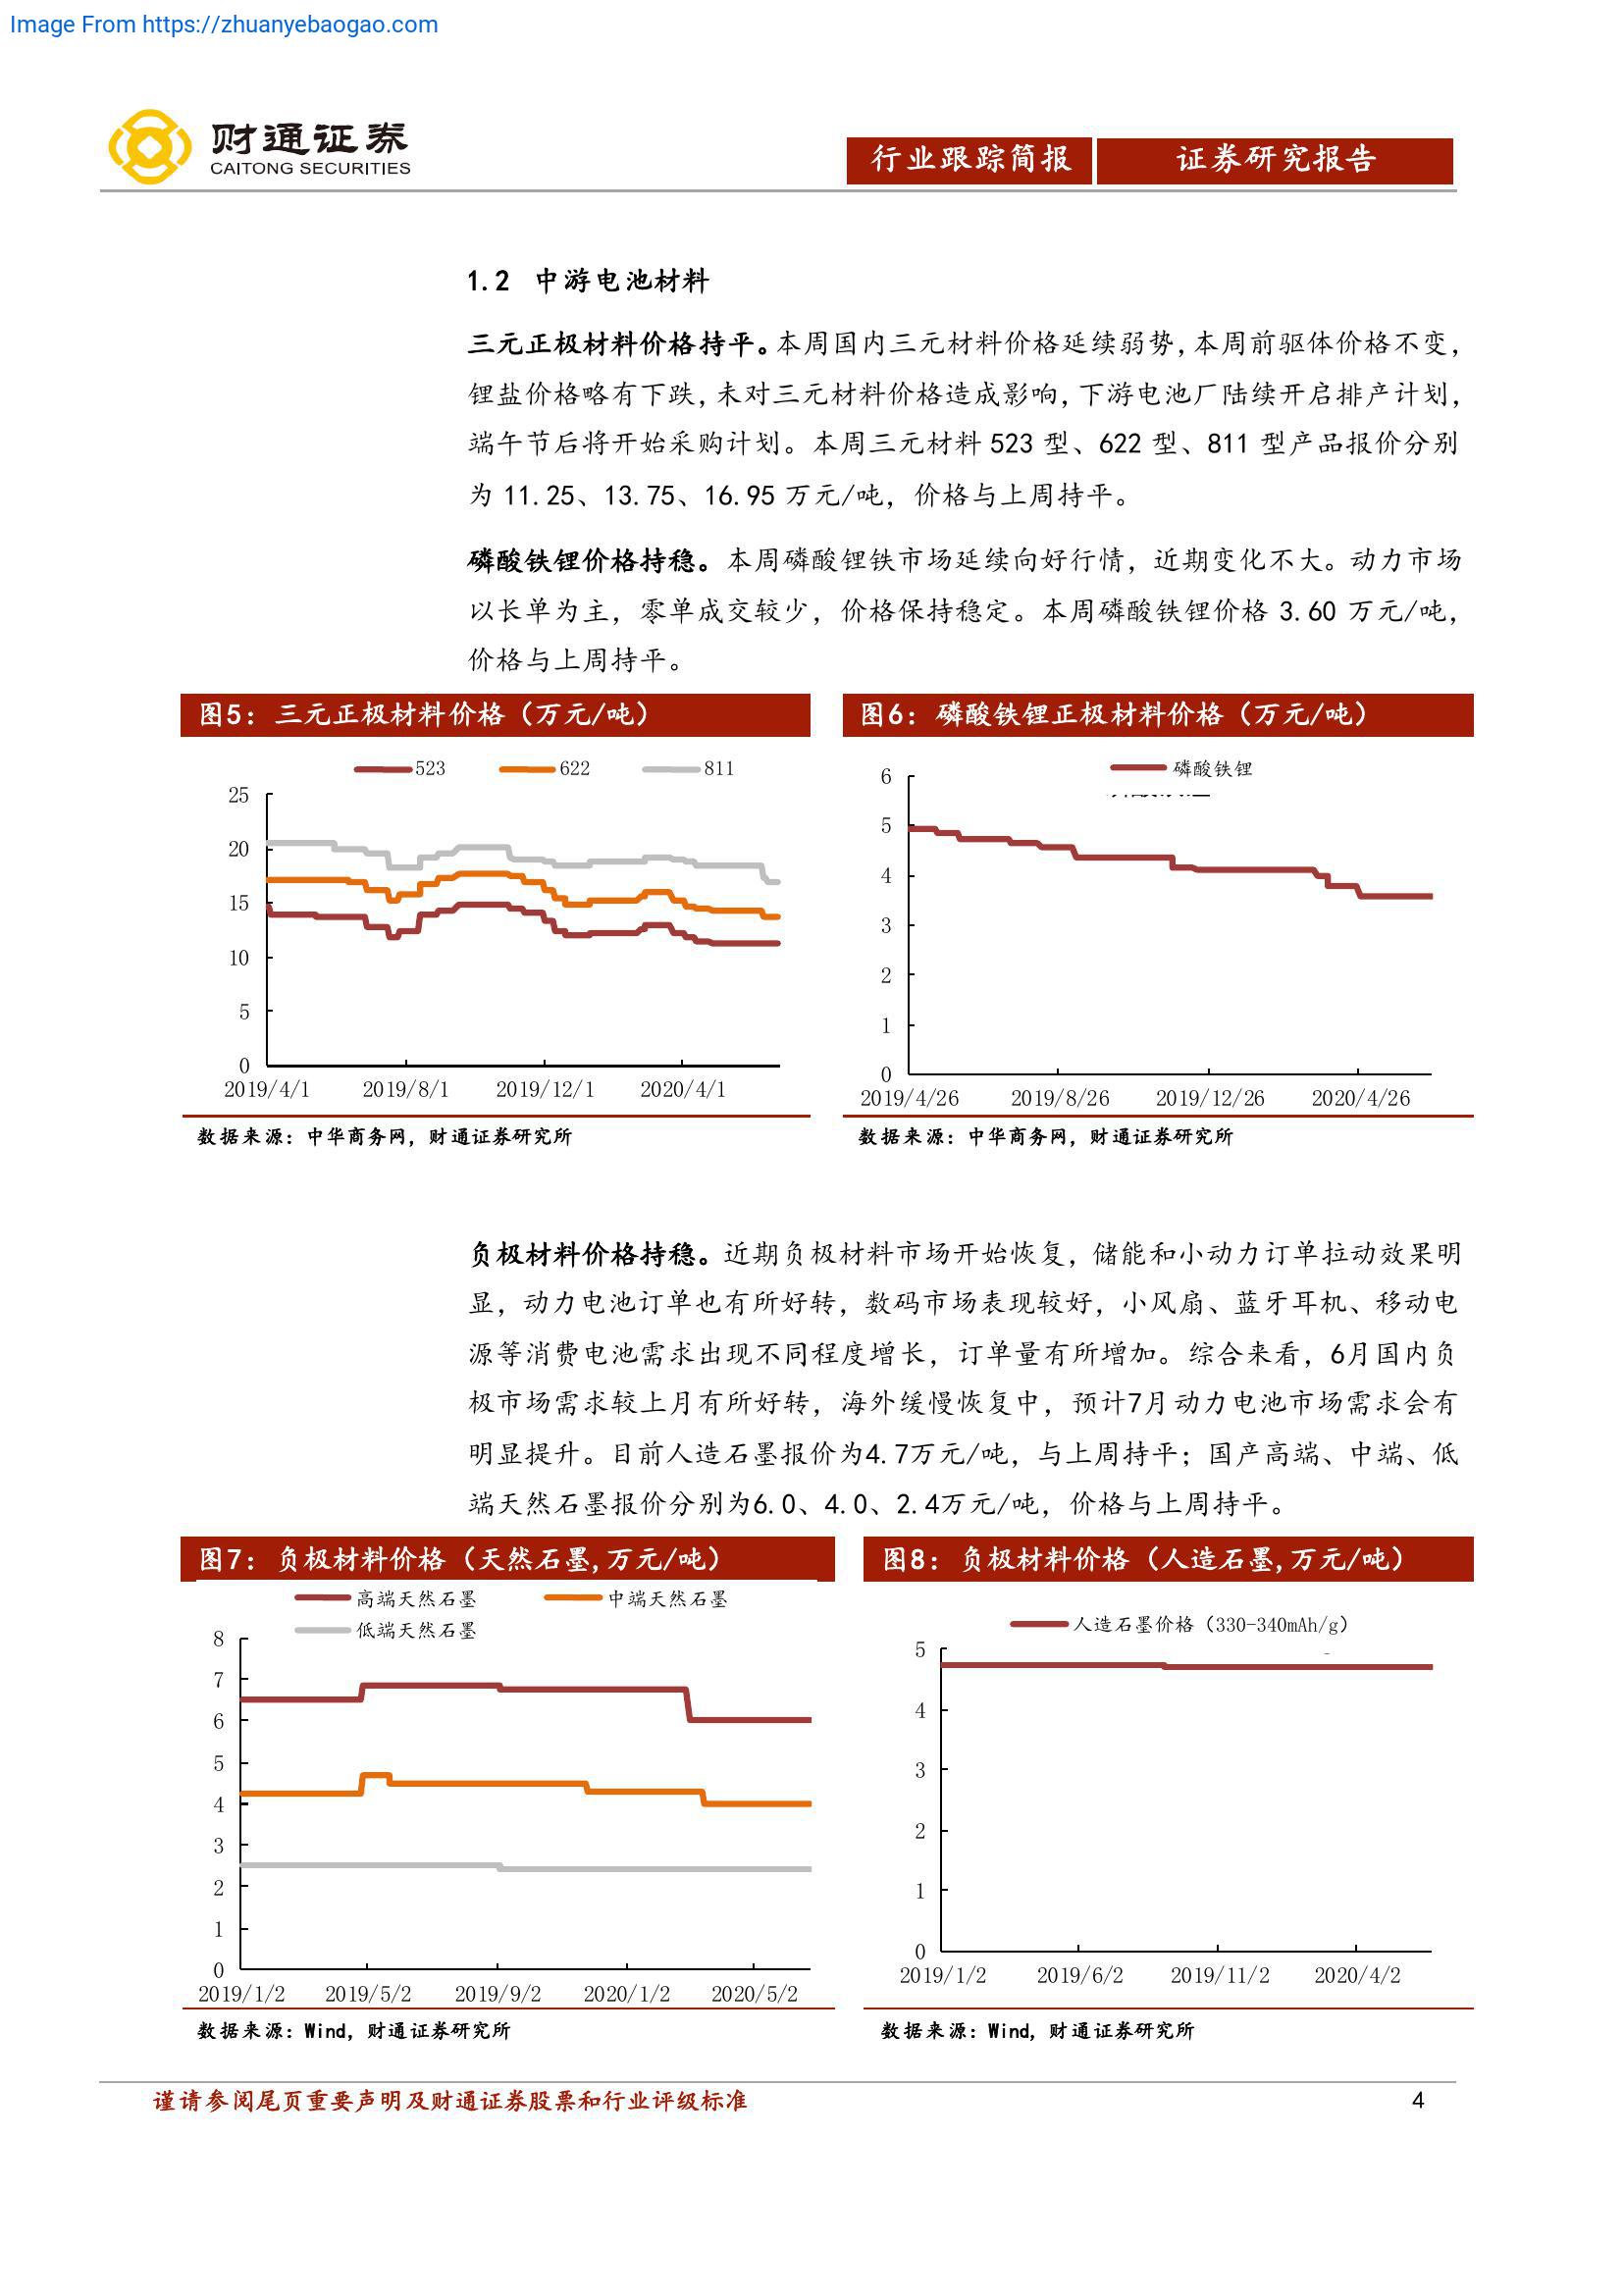 Image From https://zhuanyebaogao.com
财通证券
CAITONG SECURITIES
行业跟踪简报
证券研究报告
1.2 中游电池材料
三元正极材料价格持平。本周国内三元材料价格延续弱势，本周前驱体价格不变，
锂盐价格略有下跌，未对三元材料价格造成影响，下游电池厂陆续开启排产计划，
端午节后将开始采购计划。本周三元材料 523 型、622 型、811 型产品报价分别
为 11.25、13.75、16.95 万元/吨，价格与上周持平。
磷酸铁锂价格持稳。本周磷酸锂铁市场延续向好行情，近期变化不大。动力市场
以长单为主，零单成交较少，价格保持稳定。本周磷酸铁锂价格 3.60 万元/吨，
价格与上周持平。
图5：三元正极材料价格（万元/吨）
523 622 811
25
20
15
10
5
0
2019/4/1 2019/8/1 2019/12/1 2020/4/1
数据来源：中华商务网，财通证券研究所
图6：磷酸铁锂正极材料价格（万元/吨）
磷酸铁锂
6
5
4
3
2
1
0
2019/4/26 2019/8/26 2019/12/26 2020/4/26
数据来源：中华商务网，财通证券研究所
负极材料价格持稳。近期负极材料市场开始恢复，储能和小动力订单拉动效果明
显，动力电池订单也有所好转，数码市场表现较好，小风扇、蓝牙耳机、移动电
源等消费电池需求出现不同程度增长，订单量有所增加。综合来看，6月国内负
极市场需求较上月有所好转，海外缓慢恢复中，预计7月动力电池市场需求会有
明显提升。目前人造石墨报价为4.7万元/吨，与上周持平；国产高端、中端、低
端天然石墨报价分别为6.0、4.0、2.4万元/吨，价格与上周持平。
图7：负极材料价格（天然石墨,万元/吨）
高端天然石墨 中端天然石墨
低端天然石墨
8
7
6
5
4
3
2
1
0
2019/1/2 2019/5/2 2019/9/2 2020/1/2 2020/5/2
数据来源：Wind，财通证券研究所
图8：负极材料价格（人造石墨,万元/吨）
人造石墨价格（330-340mAh/g）
5
4
3
2
1
0
2019/1/2 2019/6/2 2019/11/2 2020/4/2
数据来源：Wind，财通证券研究所
谨请参阅尾页重要声明及财通证券股票和行业评级标准
4